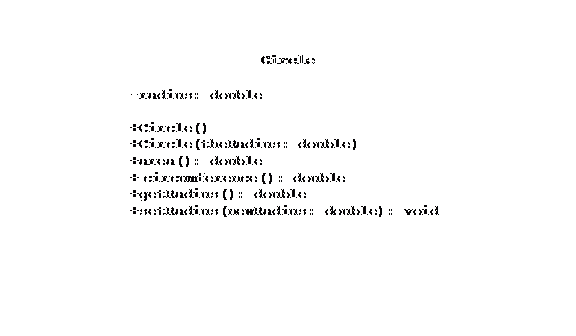 Circle
-radius: double
+Circle()
+Circle(theRadius: double)
+area(): double
+ circumference(): double
+getRadius(): double
+setRadius(newRadius: double): void